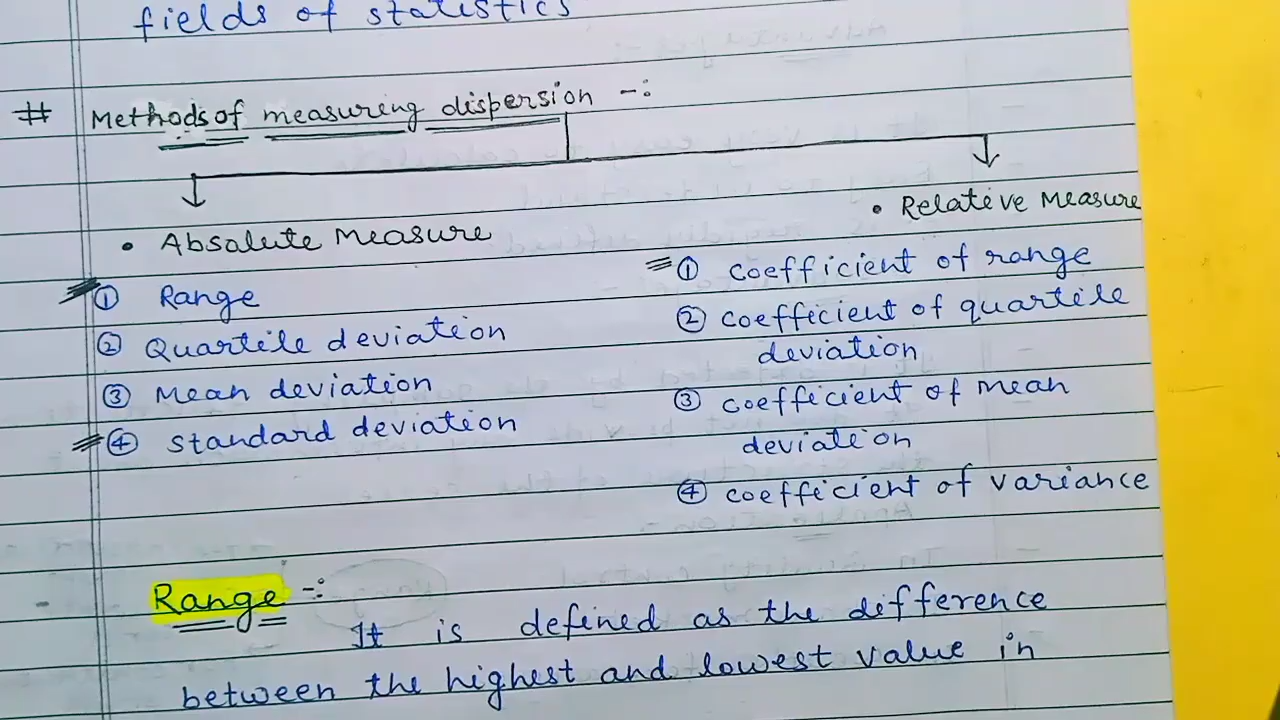 fields of statistics
# Methods of measuring dispersion -:
• Absolute Measure
① Range
② Quartile deviation
③ Mean deviation
④ standard deviation
• Relative Measure
① coefficient of range
② coefficient of quartile
deviation
③ coefficient of mean
deviation
④ coefficient of variance
Range -:
It is defined as the difference
between the highest and lowest value in